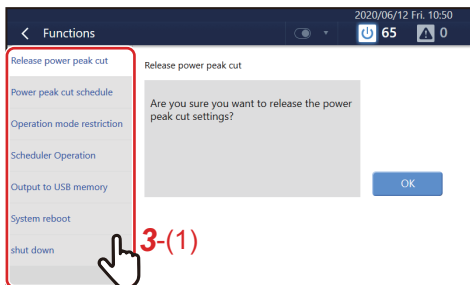 2020/06/12 Fri. 10:50
Functions
65
0
Release power peak cut
Power peak cut schedule
Operation mode restriction
Scheduler Operation
Output to USB memory
System reboot
shut down
Release power peak cut
Are you sure you want to release the power
peak cut settings?
OK
3-(1)